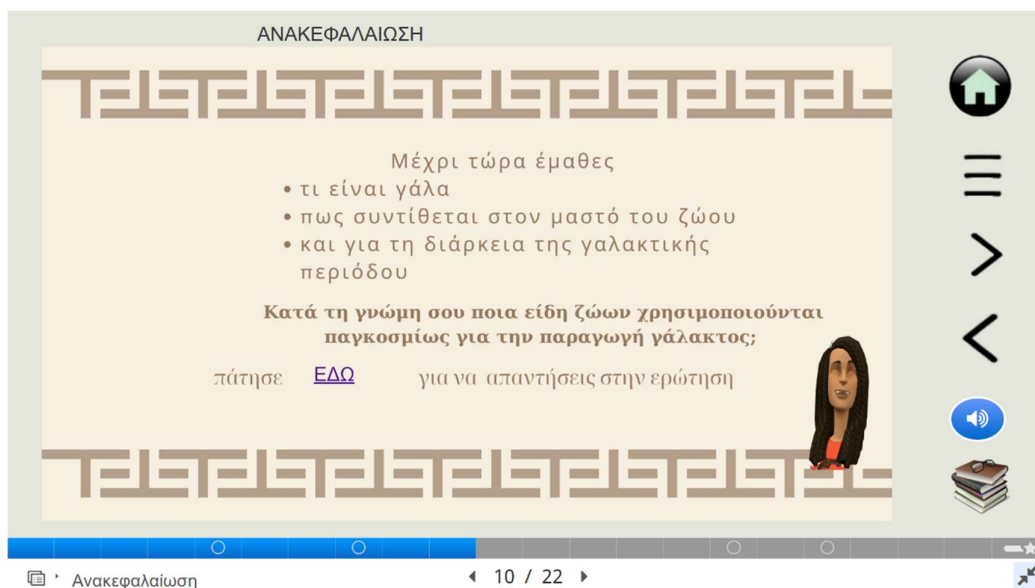 ΑΝΑΚΕΦΑΛΑΙΩΣΗ
Μέχρι τώρα έμαθες
• τι είναι γάλα
• πως συντίθεται στον μαστό του ζώου
• και για τη διάρκεια της γαλακτικής
περιόδου
Κατά τη γνώμη σου ποια είδη ζώων χρησιμοποιούνται
παγκοσμίως για την παραγωγή γάλακτος;
πάτησε ΕΔΩ για να απαντήσεις στην ερώτηση
Ανακεφαλαίωση 10 / 22